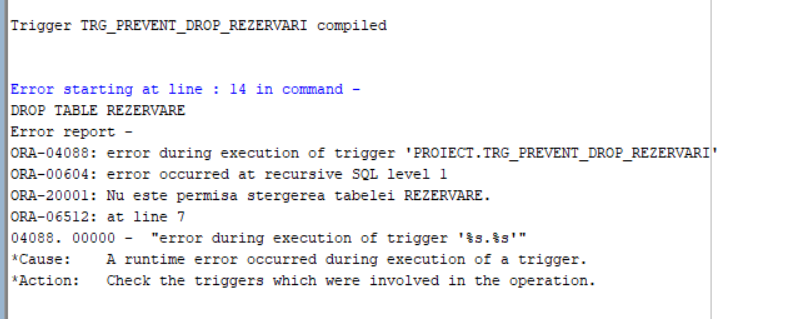 Trigger TRG_PREVENT_DROP_REZERVARI compiled
Error starting at line : 14 in command -
DROP TABLE REZERVARE
Error report -
ORA-04088: error during execution of trigger 'PROIECT.TRG_PREVENT_DROP_REZERVARI'
ORA-00604: error occurred at recursive SQL level 1
ORA-20001: Nu este permisa stergerea tabelei REZERVARE.
ORA-06512: at line 7
04088. 00000 -  "error during execution of trigger '%s.%s'"
*Cause:    A runtime error occurred during execution of a trigger.
*Action:   Check the triggers which were involved in the operation.